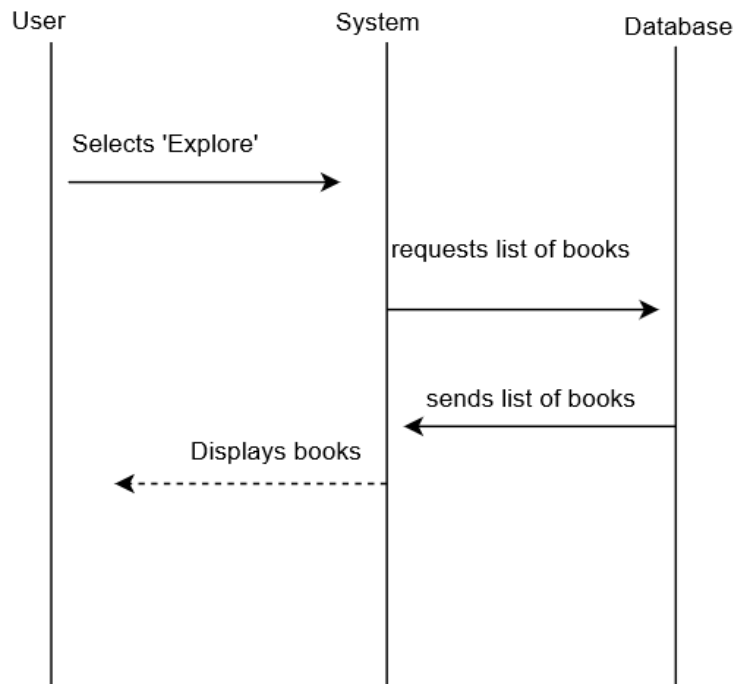 User
System
Database
Selects 'Explore'
requests list of books
sends list of books
Displays books